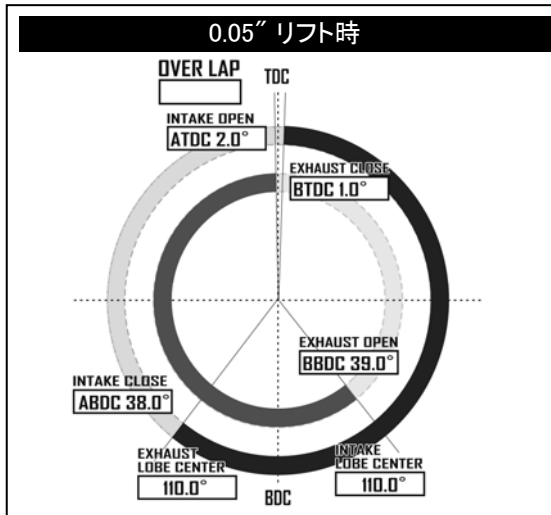 0.05″ リフト時
OVER LAP
TDC
INTAKE OPEN
ATDC 2.0°
EXHAUST CLOSE
BTDC 1.0°
EXHAUST OPEN
BBDC 39.0°
INTAKE CLOSE
ABDC 38.0°
EXHAUST
LOBE CENTER
110.0°
INTAKE
LOBE CENTER
110.0°
BDC